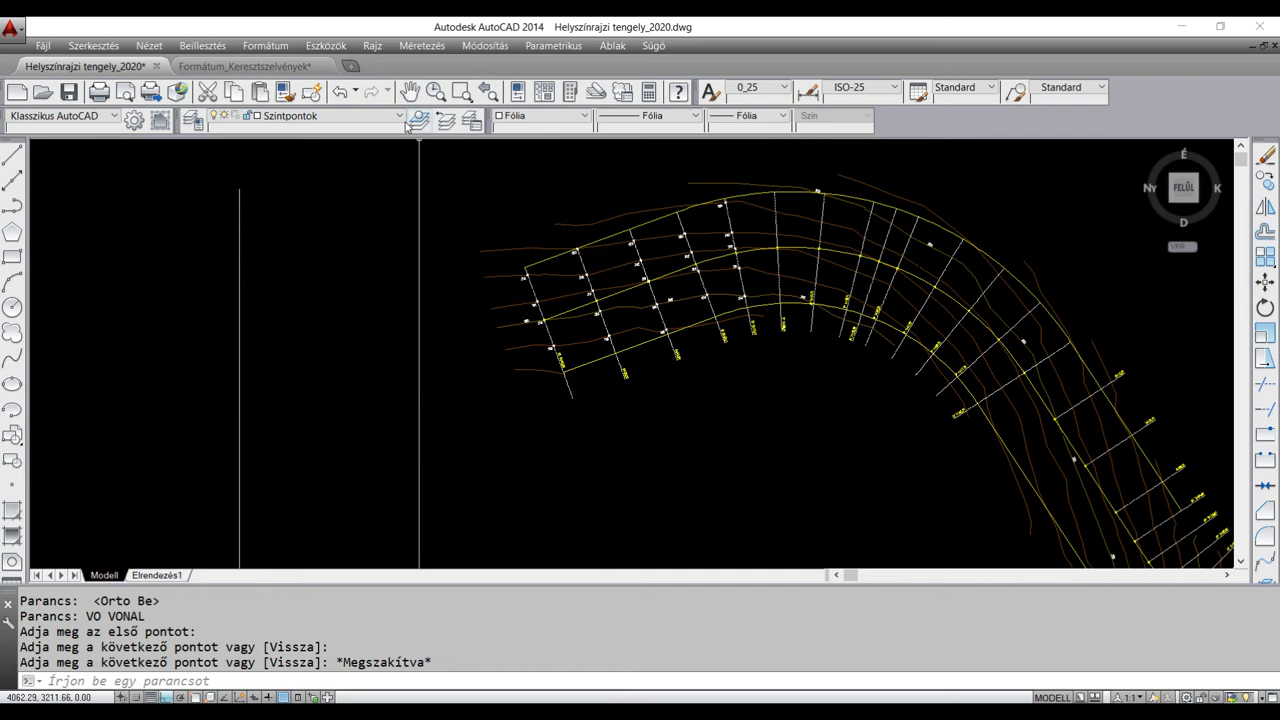 Autodesk AutoCAD 2014 Helyszínrajzi tengely_2020.dwg
Fájl Szerkesztés Nézet Beillesztés Formátum Eszközök Rajz Méretezés Módosítás Parametrikus Ablak Súgó
Helyszínrajzi tengely_2020* Formátum_Keresztszelvények*
0_25 ISO-25 Standard Standard
Klasszikus AutoCAD Szintpontok Fólia Fólia Fólia Szín
É
NY FELÜL K
D
VKR
Modell Elrendezés1
Parancs: <Orto Be>
Parancs: VO VONAL
Adja meg az első pontot:
Adja meg a következő pontot vagy [Vissza]:
Adja meg a következő pontot vagy [Vissza]: *Megszakítva*
Írjon be egy parancsot
4062.29, 3211.66, 0.00 MODELL 1:1